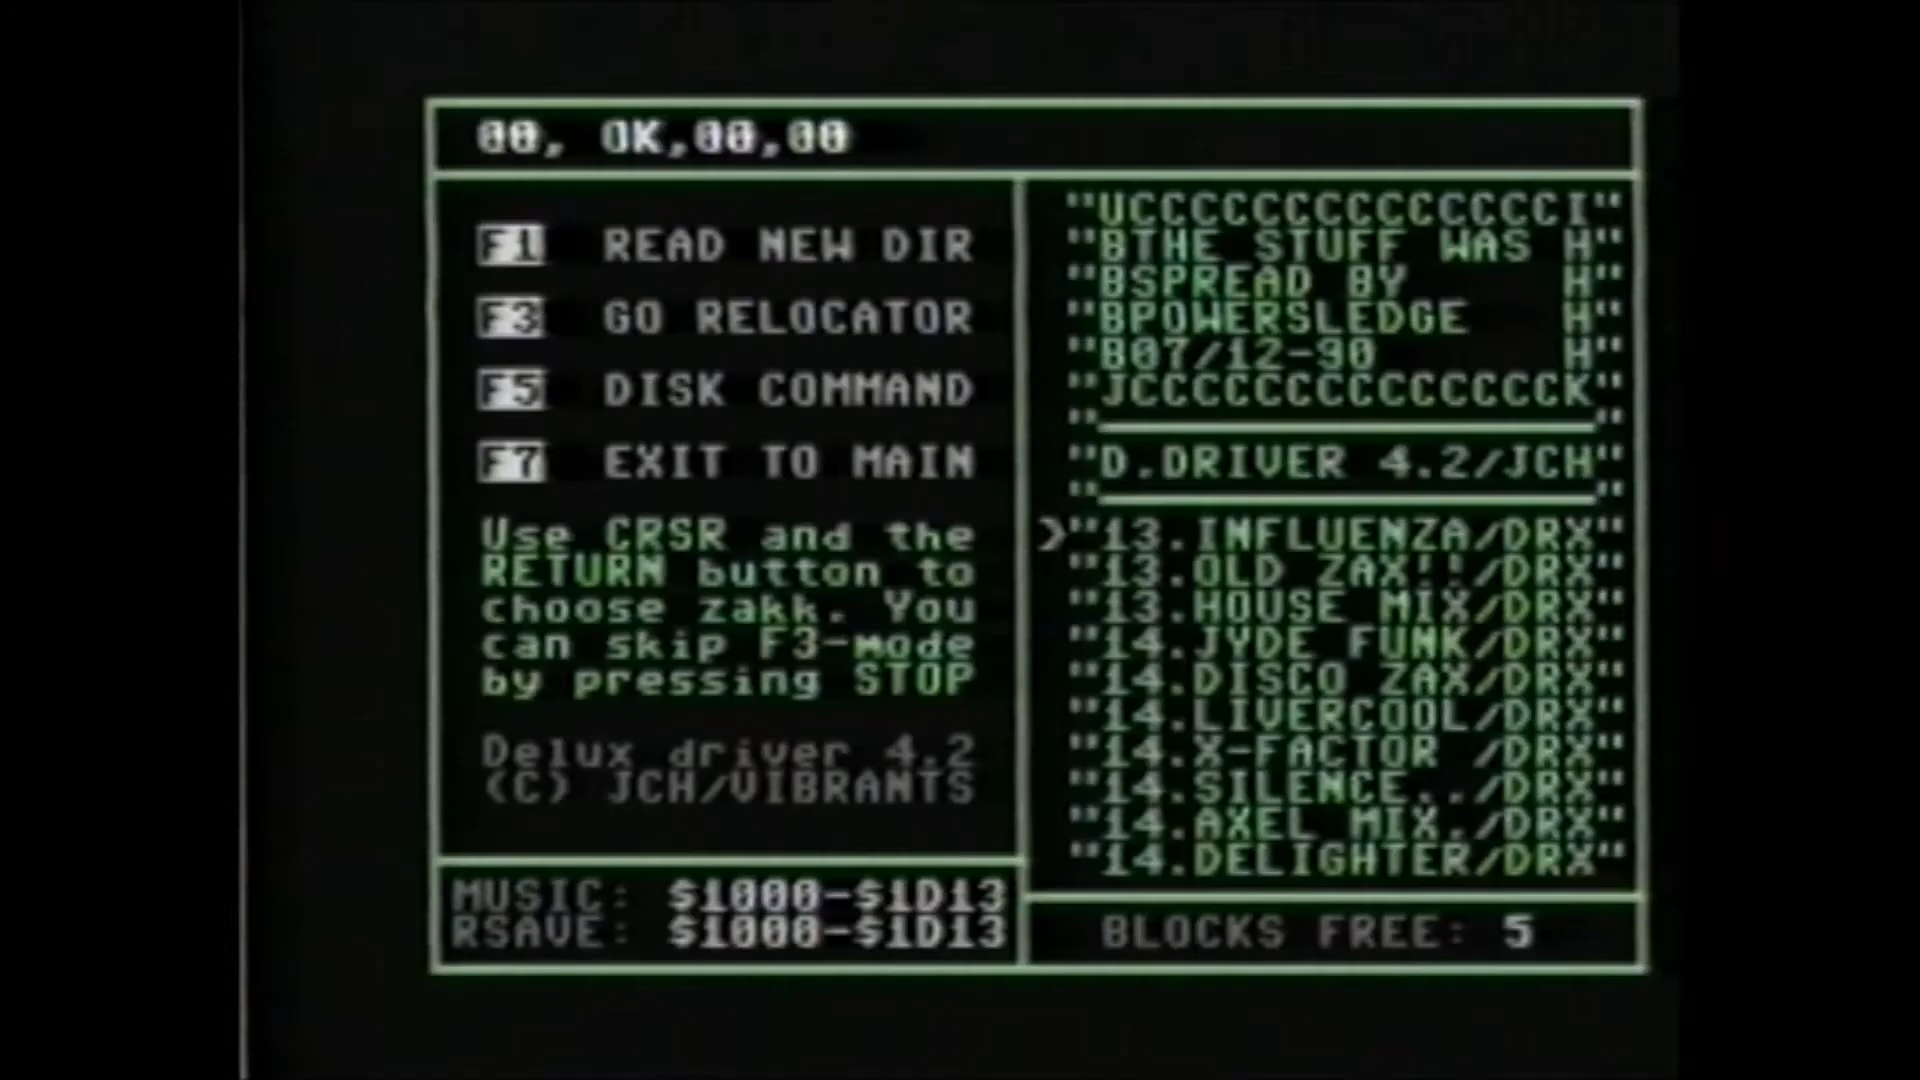 00, OK,00,00
F1 READ NEW DIR
F3 GO RELOCATOR
F5 DISK COMMAND
F7 EXIT TO MAIN
Use CRSR and the
RETURN button to
choose zakk. You
can skip F3-mode
by pressing STOP
Delux driver 4.2
(C) JCH/VIBRANTS
MUSIC: $1000-$1D13
RSAVE: $1000-$1D13
"UCCCCCCCCCCCCCCI"
"BTHE STUFF WAS H"
"BSPREAD BY     H"
"BPOWERSLEDGE   H"
"B07/12-90      H"
"JCCCCCCCCCCCCCCK"
"D.DRIVER 4.2/JCH"
>"13.INFLUENZA/DRX"
"13.OLD ZAX!!/DRX"
"13.HOUSE MIX/DRX"
"14.JYDE FUNK/DRX"
"14.DISCO ZAX/DRX"
"14.LIVERCOOL/DRX"
"14.X-FACTOR /DRX"
"14.SILENCE../DRX"
"14.AXEL MIX./DRX"
"14.DELIGHTER/DRX"
BLOCKS FREE: 5